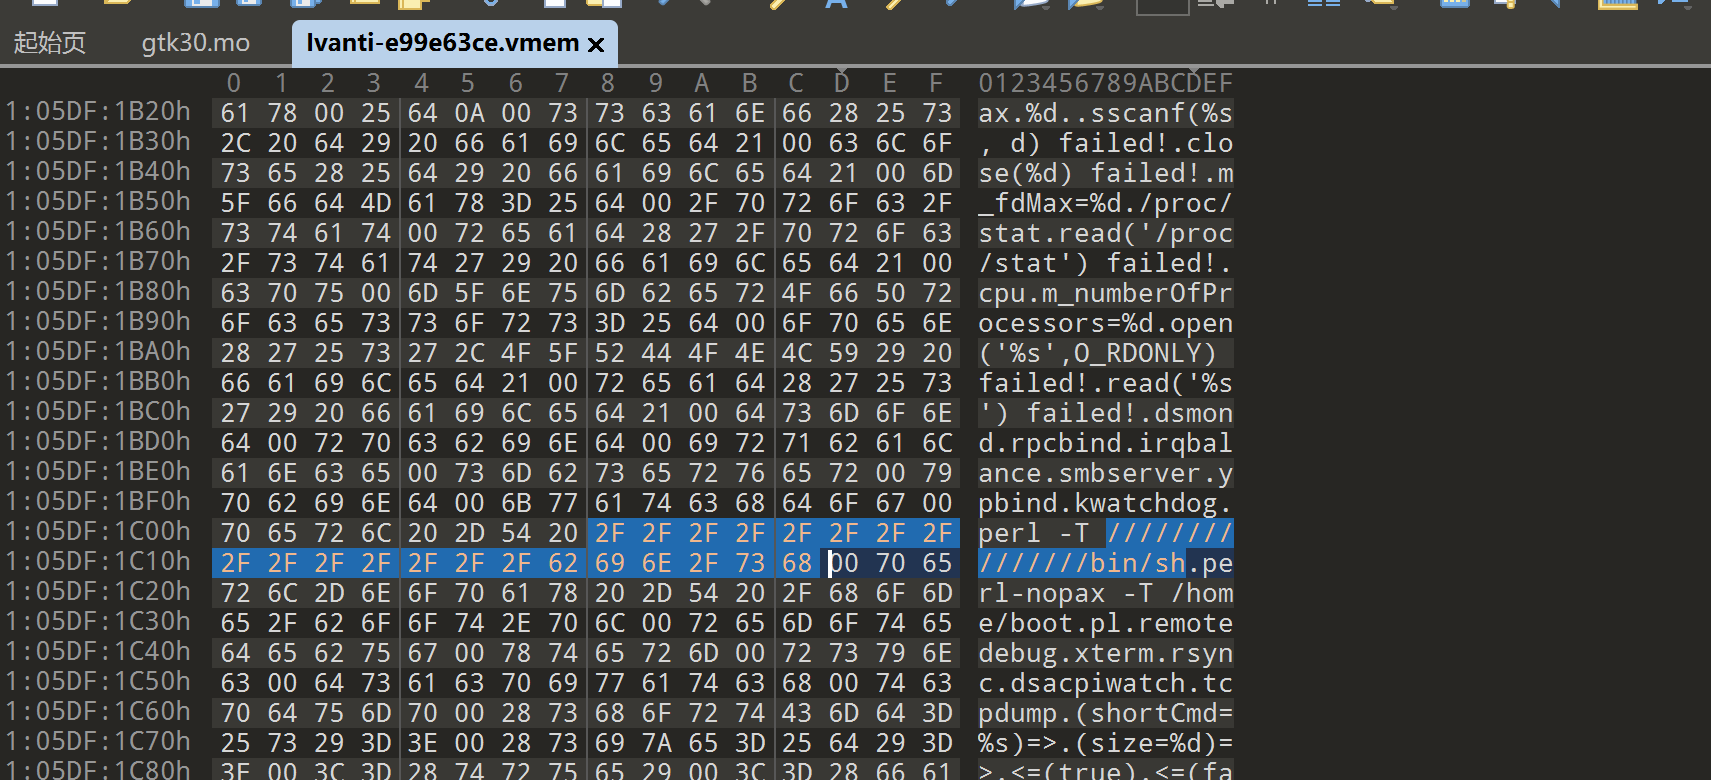 起始页 gtk30.mo Ivanti-e99e63ce.vmem ×
0 1 2 3 4 5 6 7 8 9 A B C D E F 0123456789ABCDEF
1:05DF:1B20h 61 78 00 25 64 0A 00 73 73 63 61 6E 66 28 25 73 ax.%d..sscanf(%s
1:05DF:1B30h 2C 20 64 29 20 66 61 69 6C 65 64 21 00 63 6C 6F , d) failed!.clo
1:05DF:1B40h 73 65 28 25 64 29 20 66 61 69 6C 65 64 21 00 6D se(%d) failed!.m
1:05DF:1B50h 5F 66 64 4D 61 78 3D 25 64 00 2F 70 72 6F 63 2F _fdMax=%d./proc/
1:05DF:1B60h 73 74 61 74 00 72 65 61 64 28 27 2F 70 72 6F 63 stat.read('/proc
1:05DF:1B70h 2F 73 74 61 74 27 29 20 66 61 69 6C 65 64 21 00 /stat') failed!.
1:05DF:1B80h 63 70 75 00 6D 5F 6E 75 6D 62 65 72 4F 66 50 72 cpu.m_numberOfPr
1:05DF:1B90h 6F 63 65 73 73 6F 72 73 3D 25 64 00 6F 70 65 6E ocessors=%d.open
1:05DF:1BA0h 28 27 25 73 27 2C 4F 5F 52 44 4F 4E 4C 59 29 20 ('%s',O_RDONLY)
1:05DF:1BB0h 66 61 69 6C 65 64 21 00 72 65 61 64 28 27 25 73 failed!.read('%s
1:05DF:1BC0h 27 29 20 66 61 69 6C 65 64 21 00 64 73 6D 6F 6E ') failed!.dsmon
1:05DF:1BD0h 64 00 72 70 63 62 69 6E 64 00 69 72 71 62 61 6C d.rpcbind.irqbal
1:05DF:1BE0h 61 6E 63 65 00 73 6D 62 73 65 72 76 65 72 00 79 ance.smbserver.y
1:05DF:1BF0h 70 62 69 6E 64 00 6B 77 61 74 63 68 64 6F 67 00 pbind.kwatchdog.
1:05DF:1C00h 70 65 72 6C 20 2D 54 20 2F 2F 2F 2F 2F 2F 2F 2F perl -T ////////
1:05DF:1C10h 2F 2F 2F 2F 2F 2F 2F 62 69 6E 2F 73 68 00 70 65 ///////bin/sh.pe
1:05DF:1C20h 72 6C 2D 6E 6F 70 61 78 20 2D 54 20 2F 68 6F 6D rl-nopax -T /hom
1:05DF:1C30h 65 2F 62 6F 6F 74 2E 70 6C 00 72 65 6D 6F 74 65 e/boot.pl.remote
1:05DF:1C40h 64 65 62 75 67 00 78 74 65 72 6D 00 72 73 79 6E debug.xterm.rsyn
1:05DF:1C50h 63 00 64 73 61 63 70 69 77 61 74 63 68 00 74 63 c.dsacpiwatch.tc
1:05DF:1C60h 70 64 75 6D 70 00 28 73 68 6F 72 74 43 6D 64 3D pdump.(shortCmd=
1:05DF:1C70h 25 73 29 3D 3E 00 28 73 69 7A 65 3D 25 64 29 3D %s)=>.(size=%d)=
1:05DF:1C80h 3E 00 3C 3D 28 74 72 75 65 29 00 3C 3D 28 66 61 >.<=(true).<=(fa